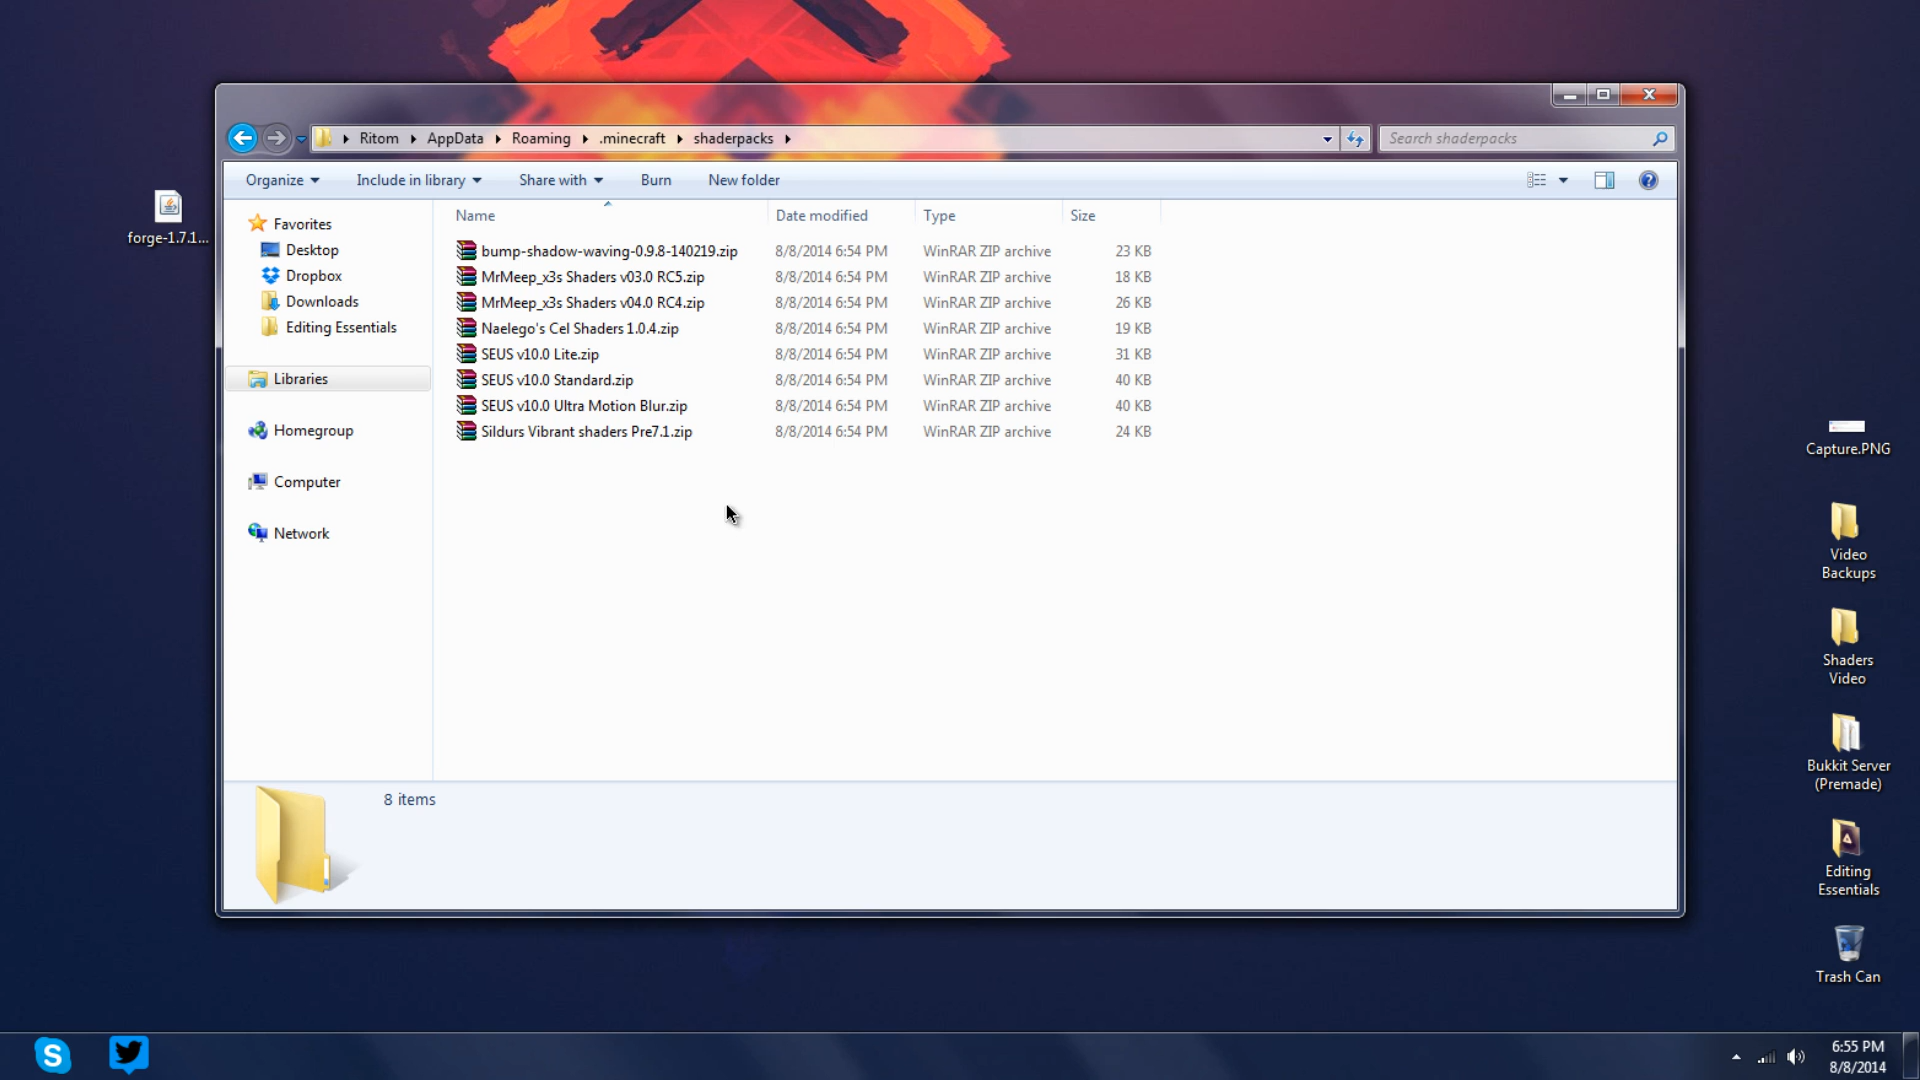 Ritom AppData Roaming .minecraft shaderpacks
Search shaderpacks
Organize Include in library Share with Burn New folder
forge-1.7.1...
Favorites
Desktop
Dropbox
Downloads
Editing Essentials
Libraries
Homegroup
Computer
Network
Name Date modified Type Size
bump-shadow-waving-0.9.8-140219.zip 8/8/2014 6:54 PM WinRAR ZIP archive 23 KB
MrMeep_x3s Shaders v03.0 RC5.zip 8/8/2014 6:54 PM WinRAR ZIP archive 18 KB
MrMeep_x3s Shaders v04.0 RC4.zip 8/8/2014 6:54 PM WinRAR ZIP archive 26 KB
Naelego's Cel Shaders 1.0.4.zip 8/8/2014 6:54 PM WinRAR ZIP archive 19 KB
SEUS v10.0 Lite.zip 8/8/2014 6:54 PM WinRAR ZIP archive 31 KB
SEUS v10.0 Standard.zip 8/8/2014 6:54 PM WinRAR ZIP archive 40 KB
SEUS v10.0 Ultra Motion Blur.zip 8/8/2014 6:54 PM WinRAR ZIP archive 40 KB
Sildurs Vibrant shaders Pre7.1.zip 8/8/2014 6:54 PM WinRAR ZIP archive 24 KB
8 items
Capture.PNG
Video
Backups
Shaders
Video
Bukkit Server
(Premade)
Editing
Essentials
Trash Can
6:55 PM
8/8/2014